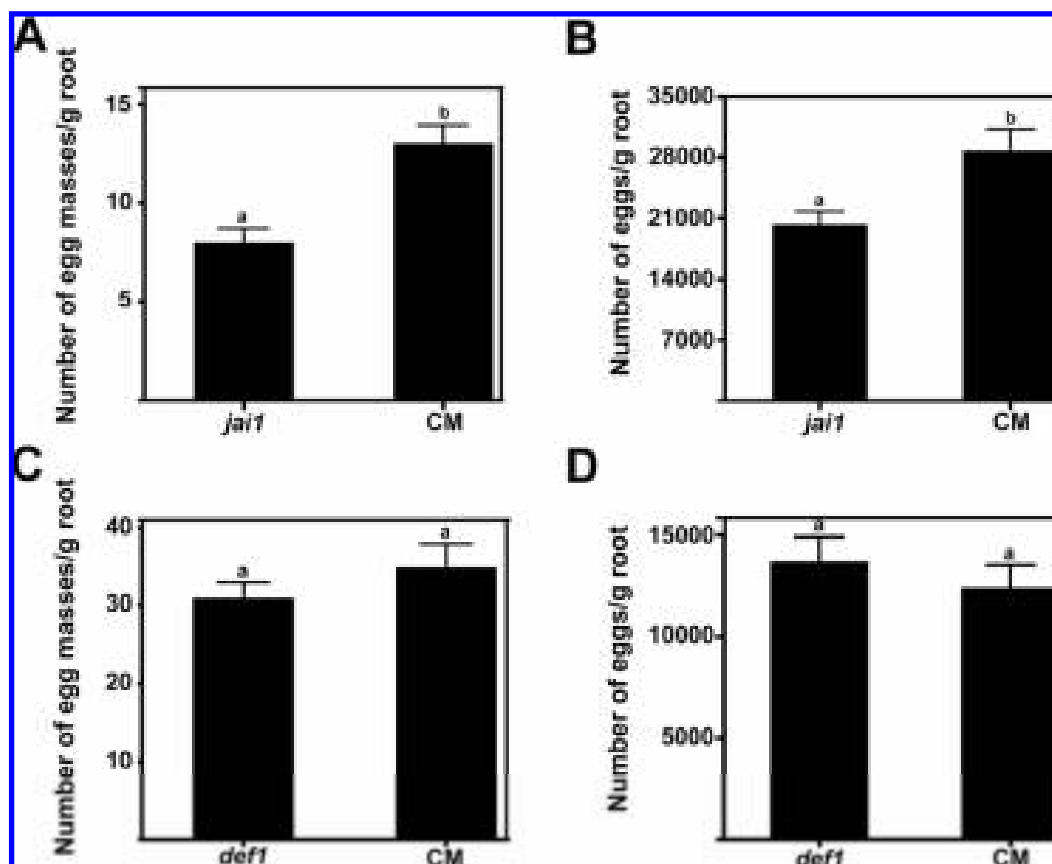 A
Number of egg masses/g root
15
10
5
a
b
jai1
CM
B
Number of eggs/g root
35000
28000
21000
14000
7000
a
b
jai1
CM
C
Number of egg masses/g root
40
30
20
10
a
a
def1
CM
D
Number of eggs/g root
15000
10000
5000
a
a
def1
CM